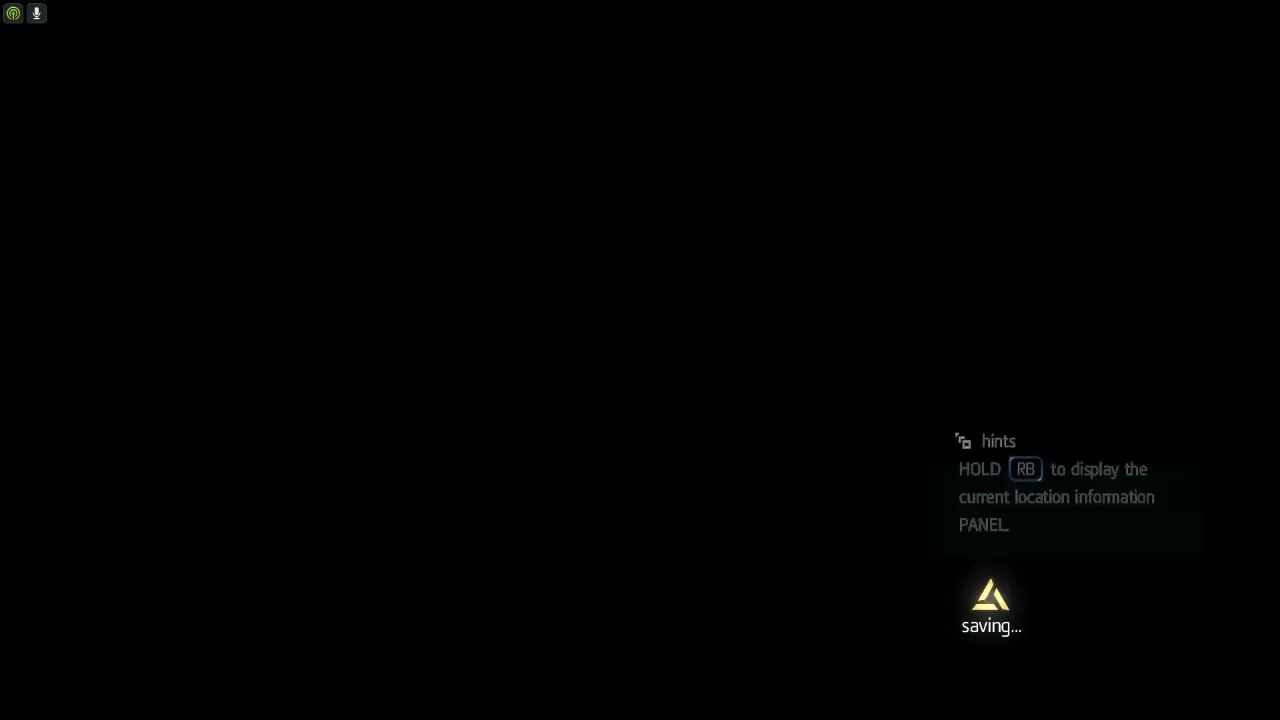 hints
HOLD RB to display the
current location information
PANEL.
saving...